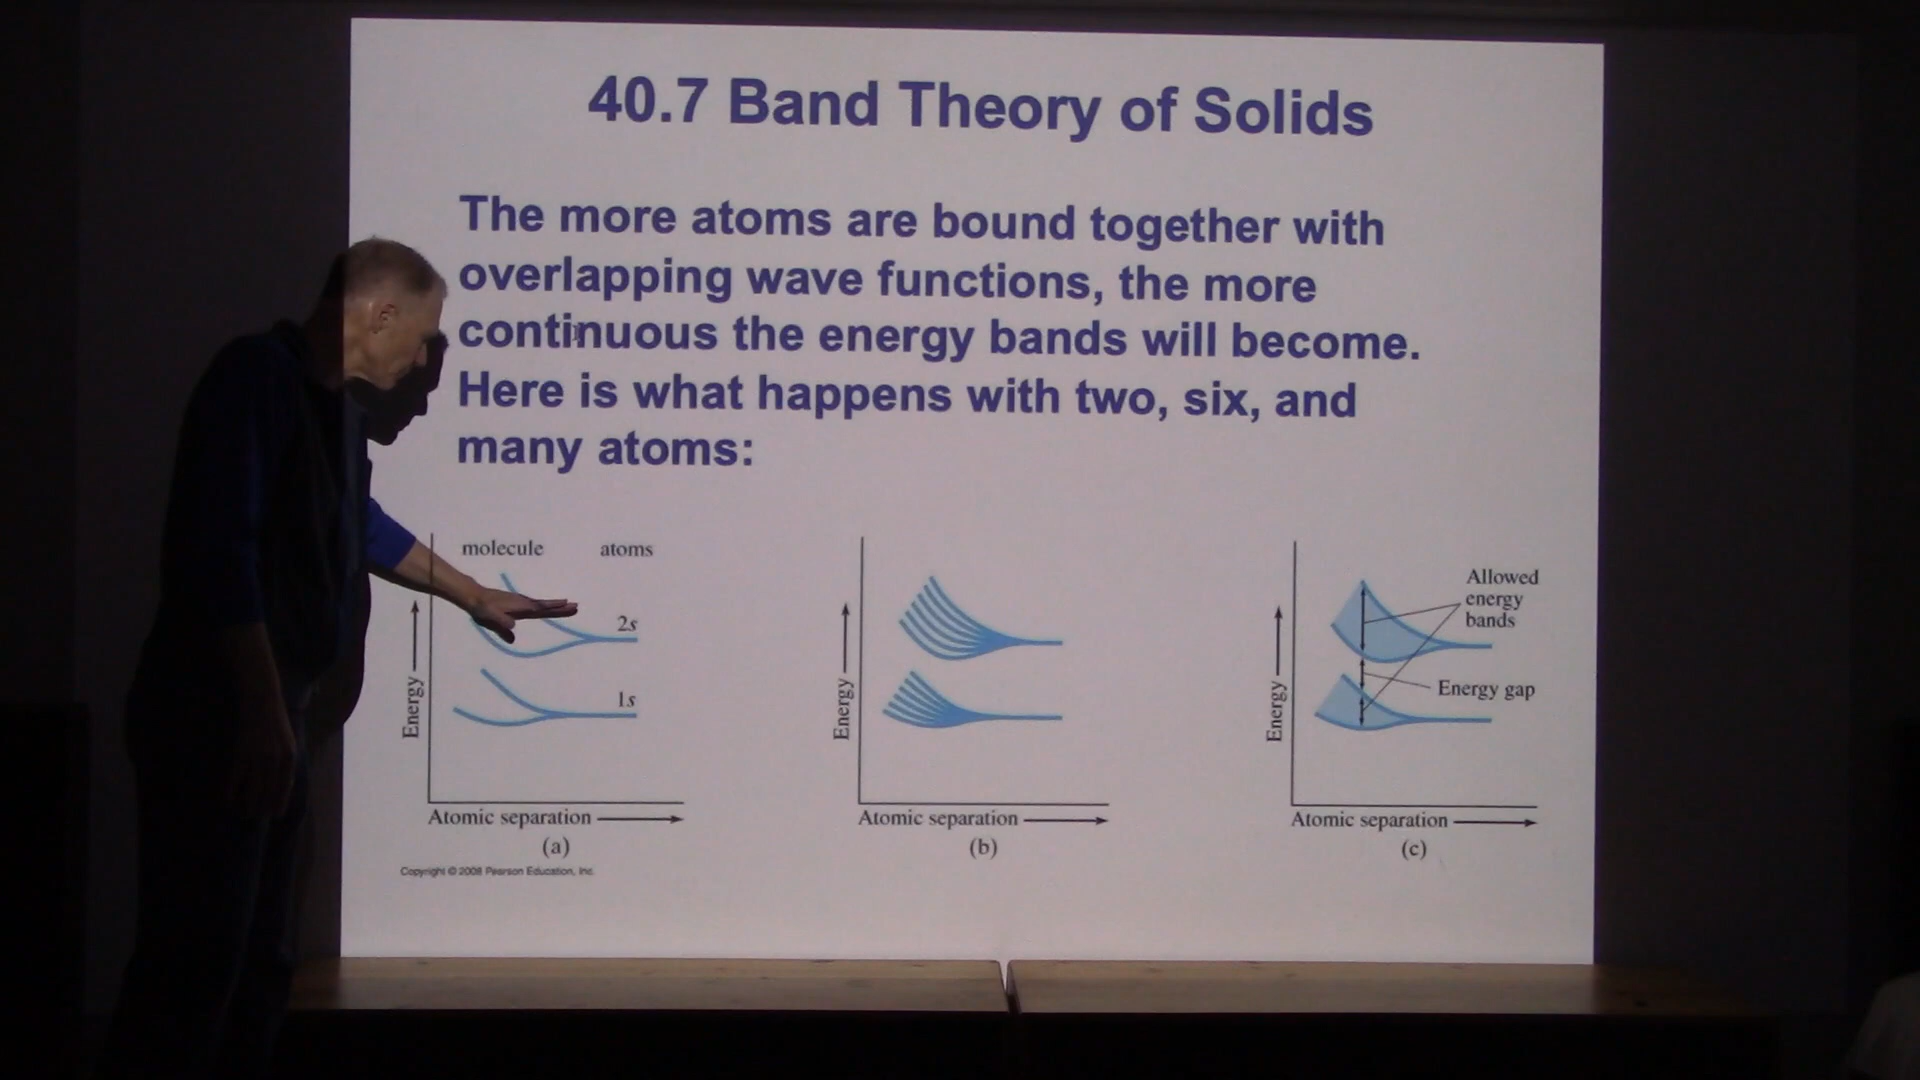 40.7 Band Theory of Solids
The more atoms are bound together with
overlapping wave functions, the more
continuous the energy bands will become.
Here is what happens with two, six, and
many atoms:
molecule atoms
2s
1s
Energy
Atomic separation
(a)
Energy
Atomic separation
(b)
Allowed
energy
bands
Energy gap
Energy
Atomic separation
(c)
Copyright © 2008 Pearson Education, Inc.